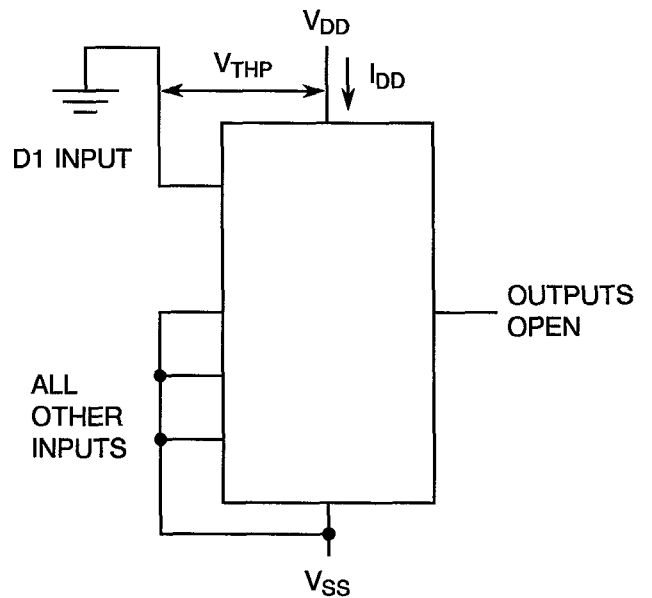 VDD
VTHP
IDD
D1 INPUT
OUTPUTS
OPEN
ALL
OTHER
INPUTS
VSS